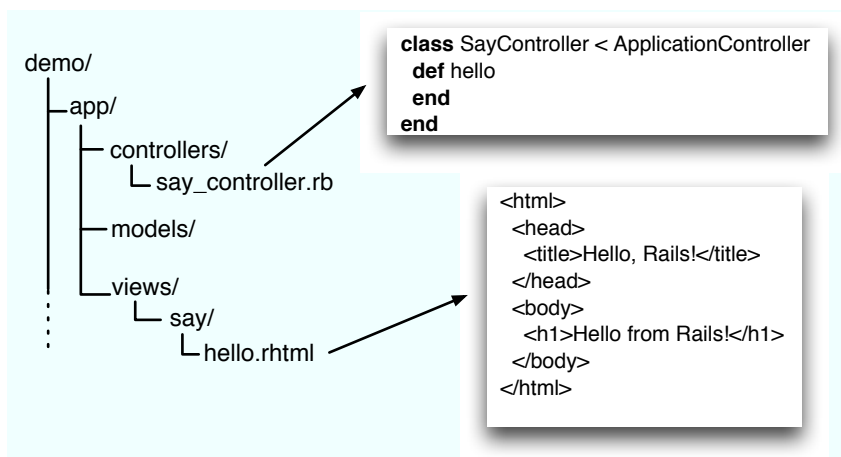 demo/
app/
controllers/
say_controller.rb
models/
views/
say/
hello.rhtml
class SayController < ApplicationController
def hello
end
end
<html>
<head>
<title>Hello, Rails!</title>
</head>
<body>
<h1>Hello from Rails!</h1>
</body>
</html>